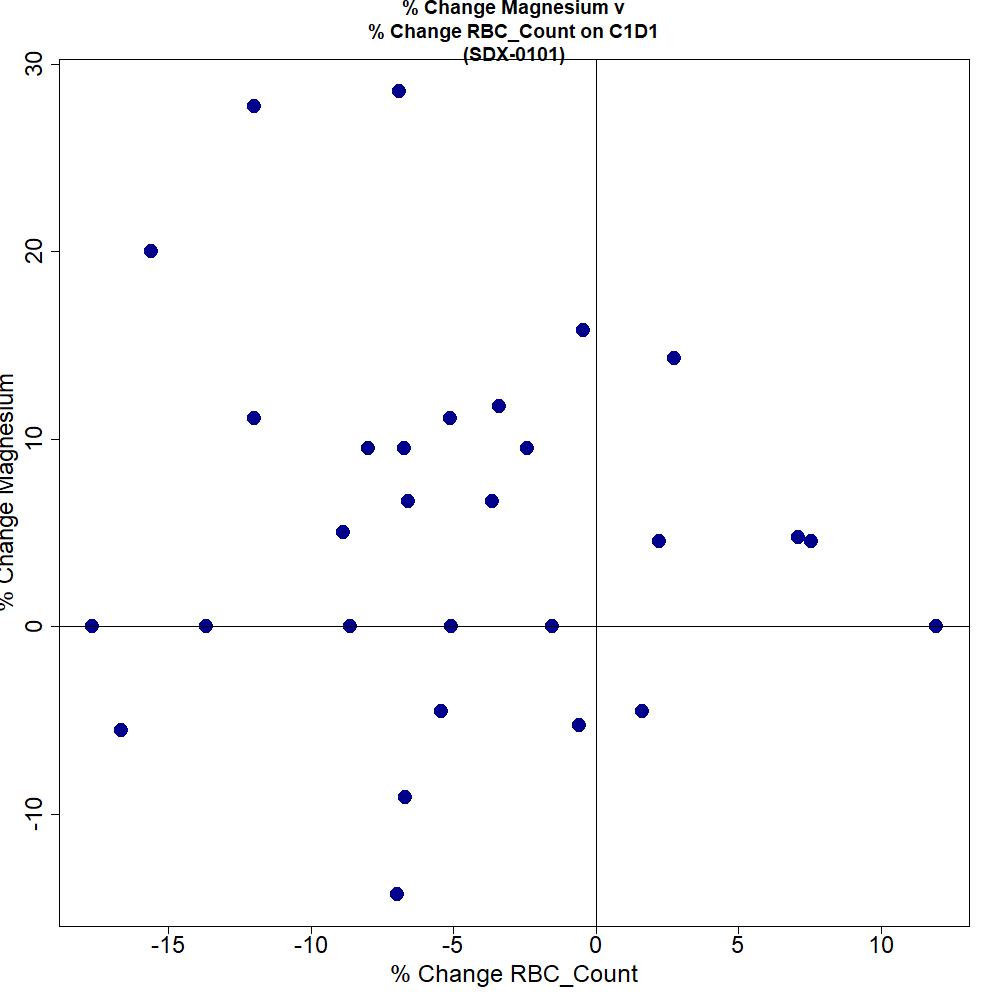 % Change Magnesium v
% Change RBC_Count on C1D1
(SDX-0101)
30
20
10
0
-10
% Change Magnesium
-15
-10
-5
0
5
10
% Change RBC_Count